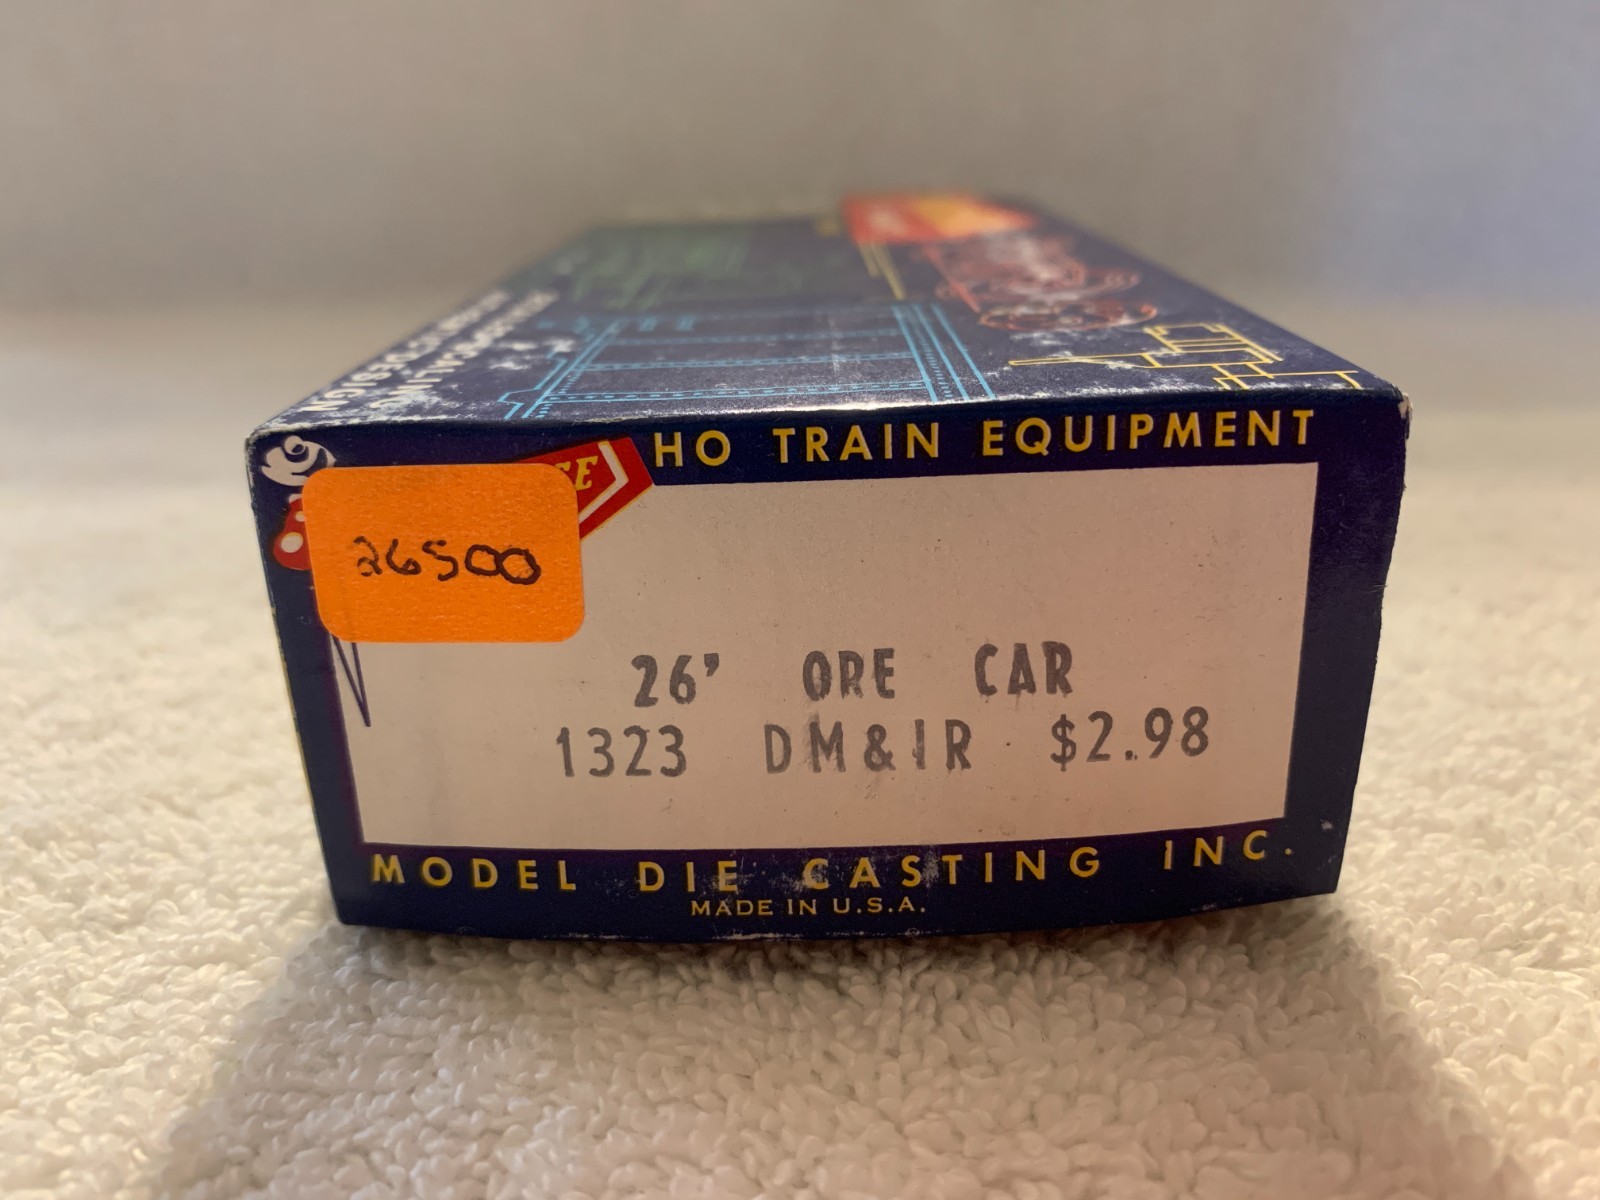 HO TRAIN EQUIPMENT
26500
26' ORE CAR
1323 DM&IR $2.98
MODEL DIE CASTING INC.
MADE IN U.S.A.